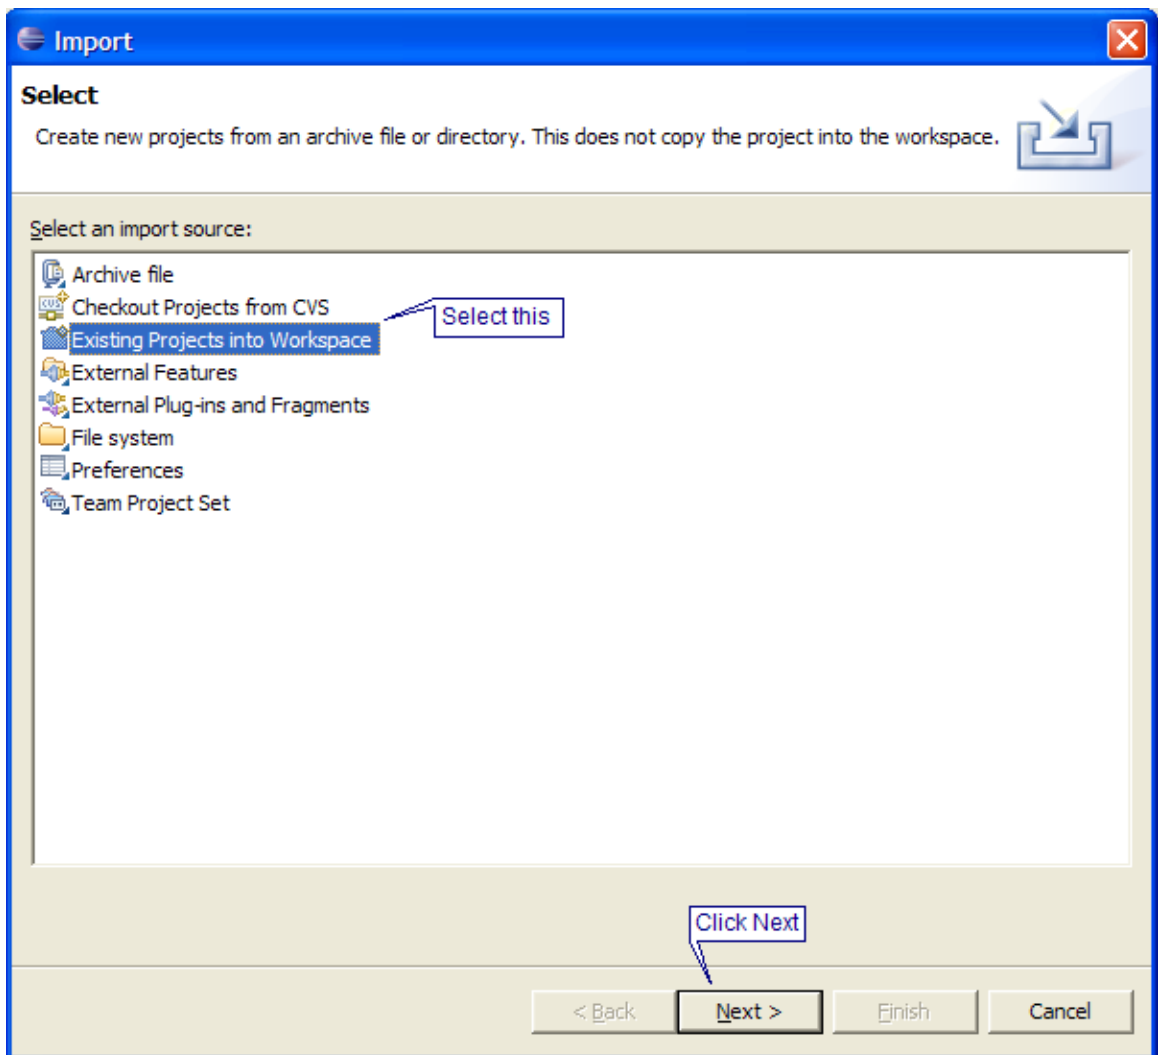 Import
Select
Create new projects from an archive file or directory. This does not copy the project into the workspace.
Select an import source:
Archive file
Checkout Projects from CVS
Select this
Existing Projects into Workspace
External Features
External Plug-ins and Fragments
File system
Preferences
Team Project Set
Click Next
< Back
Next >
Finish
Cancel